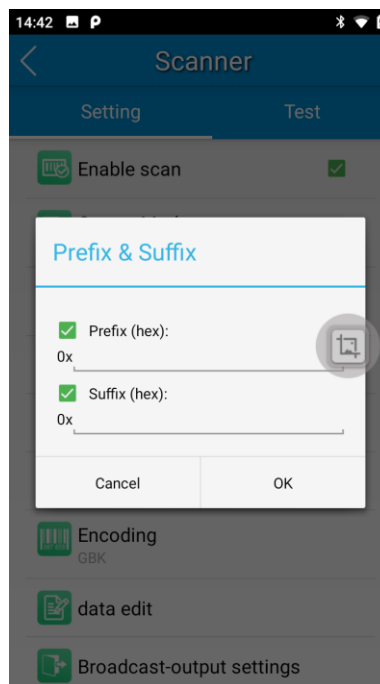 14:42
Scanner
Setting Test
Enable scan
Prefix & Suffix
Prefix (hex):
0x
Suffix (hex):
0x
Cancel OK
Encoding
GBK
data edit
Broadcast-output settings